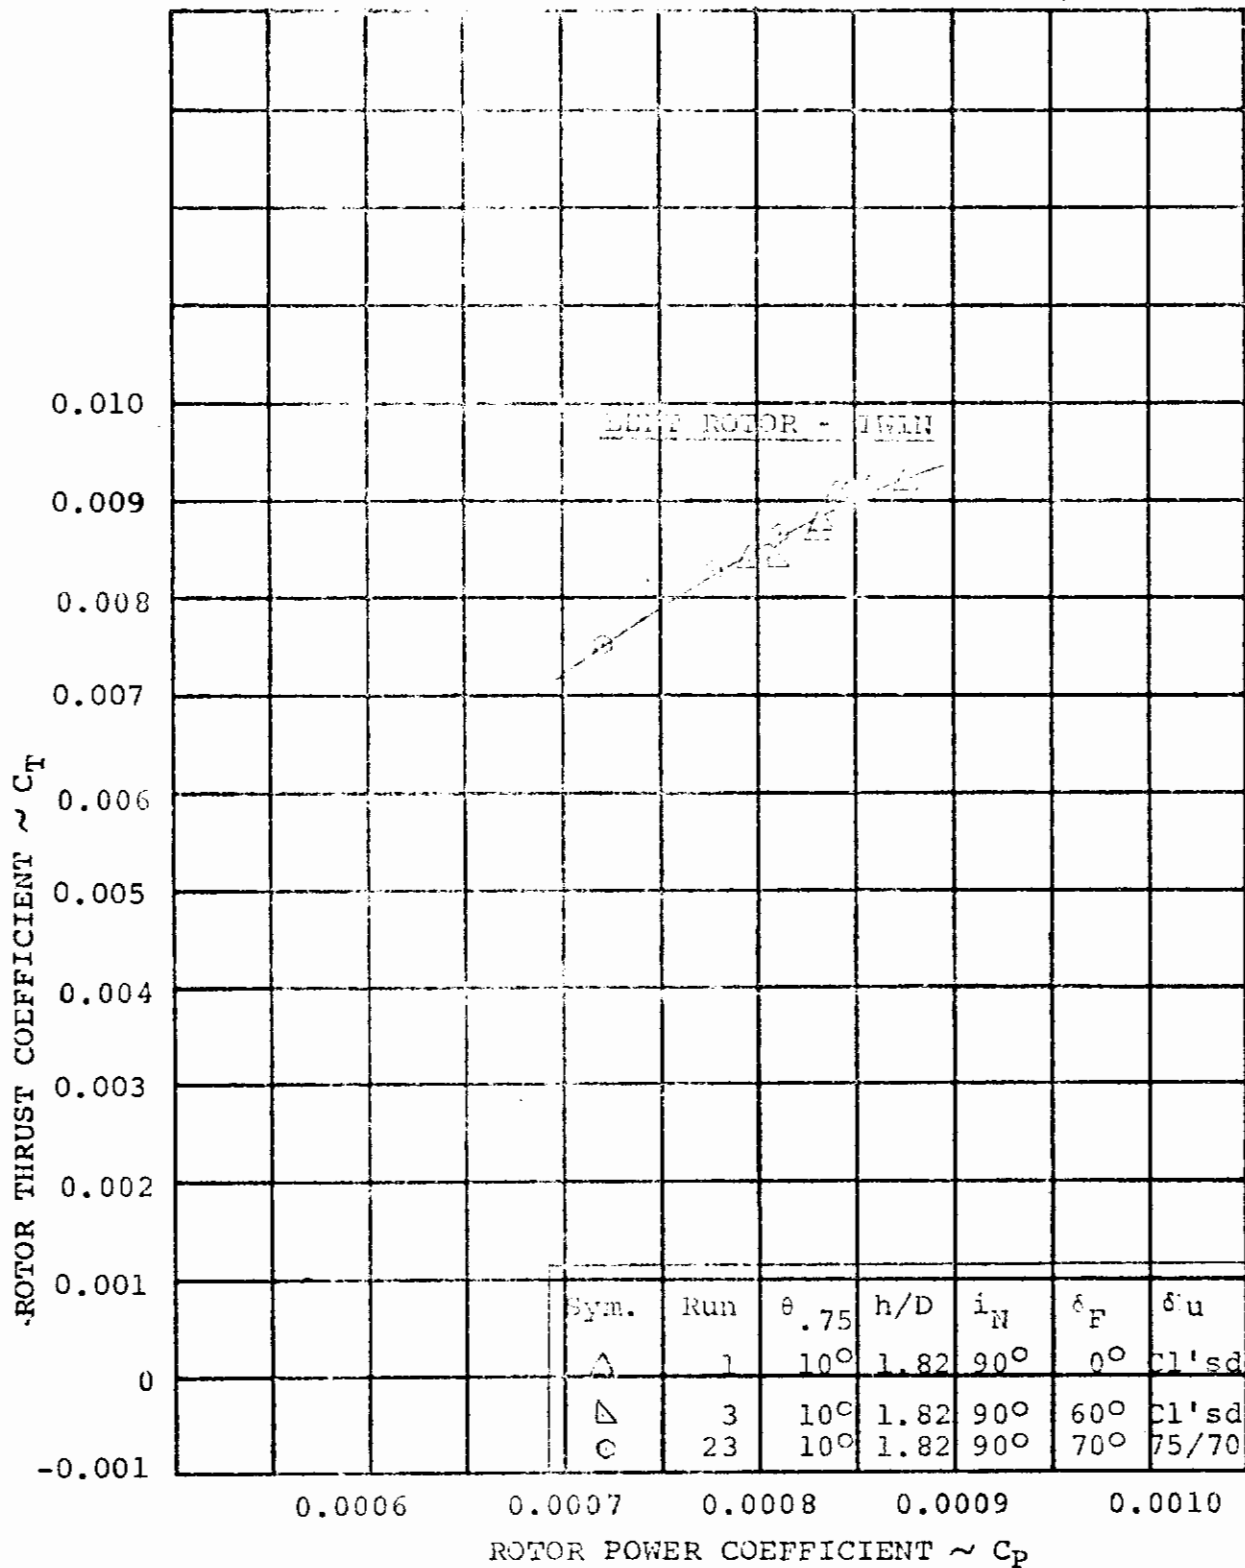 0.010
LEFT ROTOR - TWIN
0.009
0.008
0.007
0.006
0.005
0.004
0.003
0.002
0.001
0
-0.001
ROTOR THRUST COEFFICIENT ~ C_T
Sym. Run θ.75 h/D i_N δ_F δu
△ 1 10° 1.82 90° 0° Cl'sd
◺ 3 10° 1.82 90° 60° Cl'sd
○ 23 10° 1.82 90° 70° 75/70
0.0006 0.0007 0.0008 0.0009 0.0010
ROTOR POWER COEFFICIENT ~ C_P